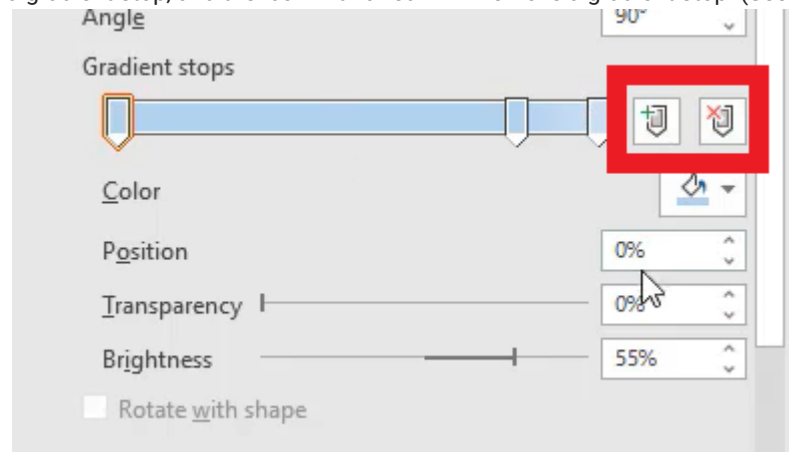 Angle 90°
Gradient stops
Color
Position 0%
Transparency 0%
Brightness 55%
Rotate with shape